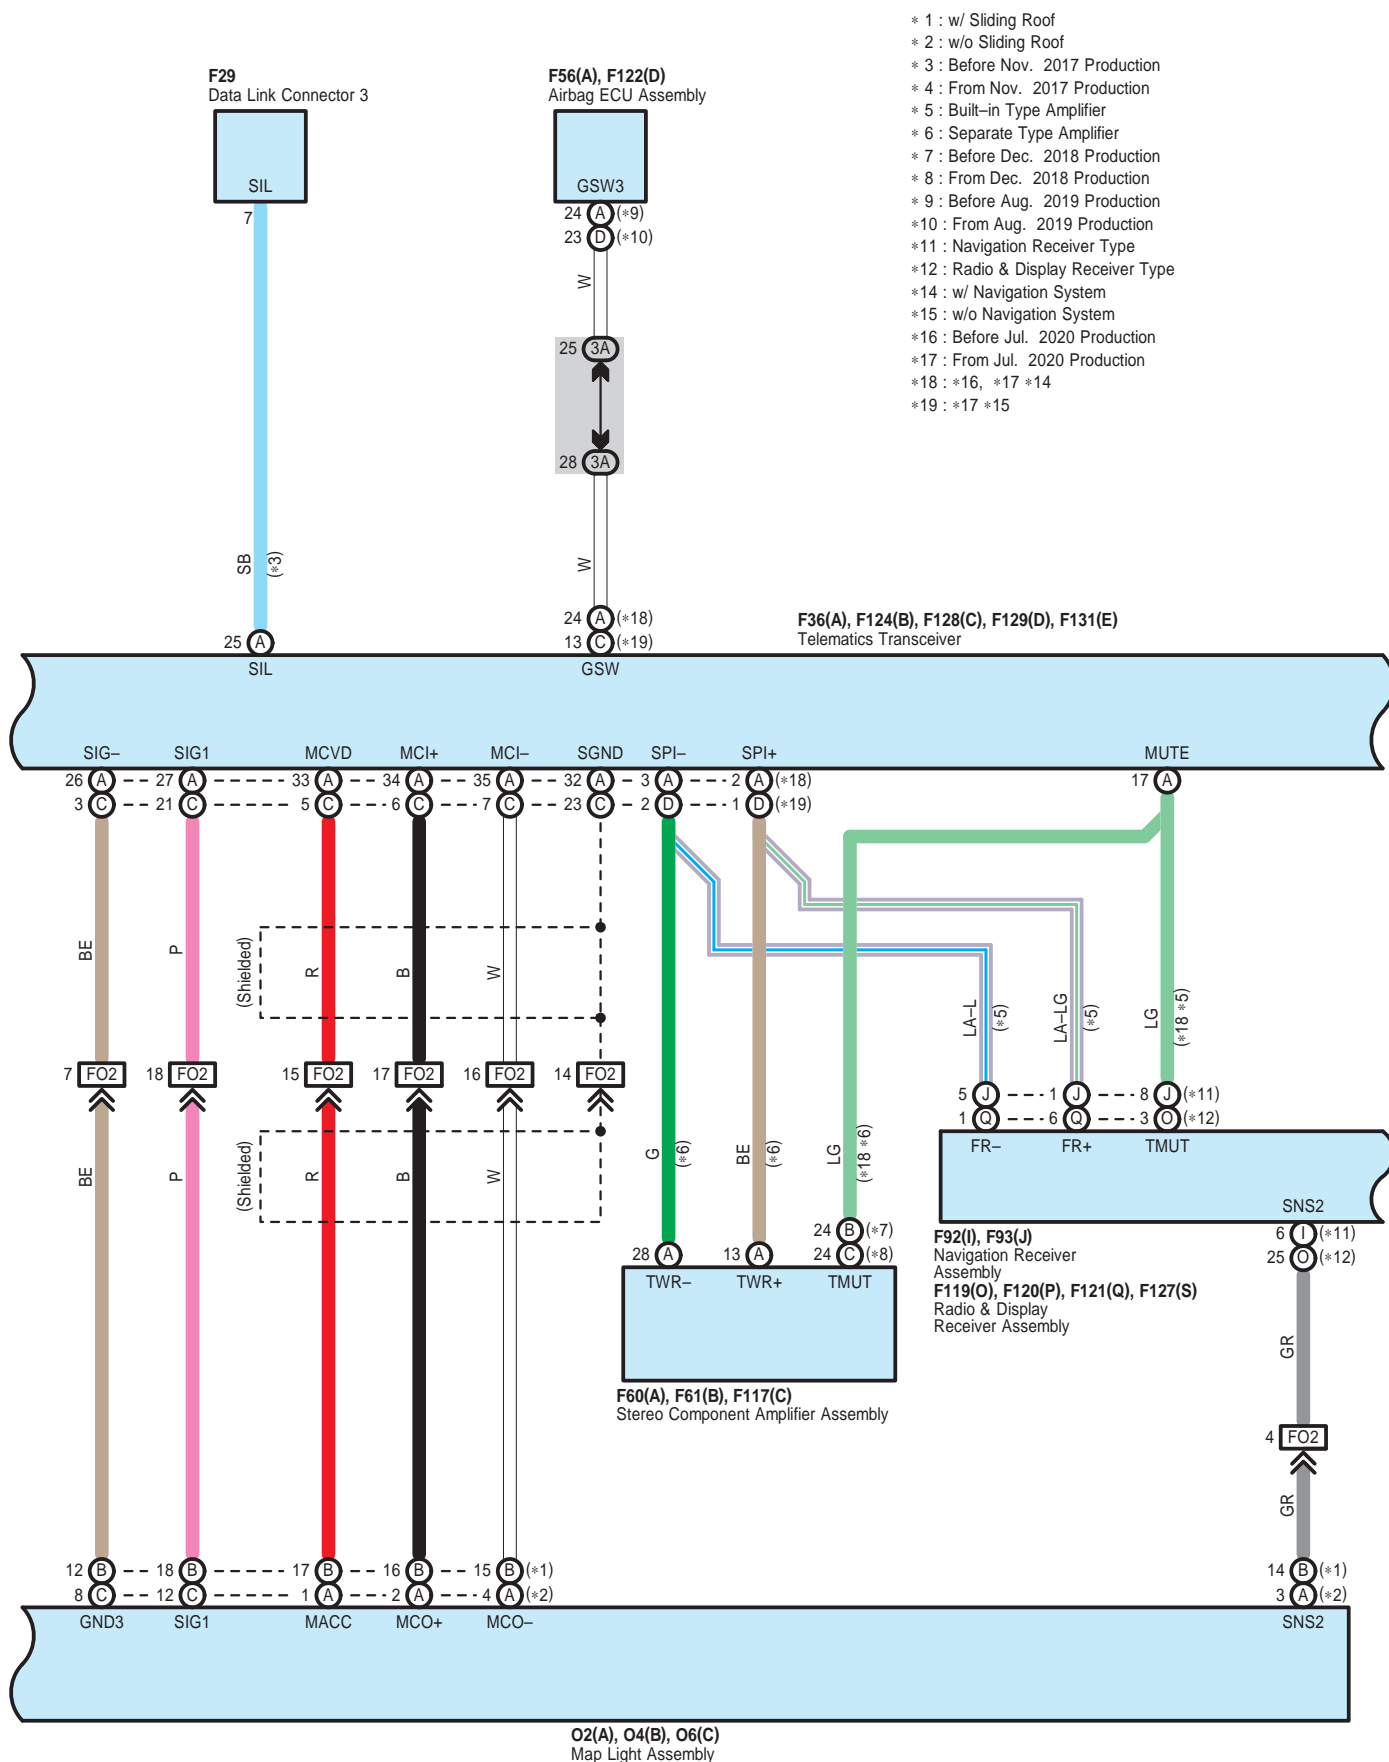 ∗ 1 : w/ Sliding Roof
∗ 2 : w/o Sliding Roof
∗ 3 : Before Nov. 2017 Production
∗ 4 : From Nov. 2017 Production
∗ 5 : Built–in Type Amplifier
∗ 6 : Separate Type Amplifier
∗ 7 : Before Dec. 2018 Production
∗ 8 : From Dec. 2018 Production
∗ 9 : Before Aug. 2019 Production
∗10 : From Aug. 2019 Production
∗11 : Navigation Receiver Type
∗12 : Radio & Display Receiver Type
∗14 : w/ Navigation System
∗15 : w/o Navigation System
∗16 : Before Jul. 2020 Production
∗17 : From Jul. 2020 Production
∗18 : ∗16, ∗17 ∗14
∗19 : ∗17 ∗15
F29
Data Link Connector 3
SIL
7
SB
(∗3)
25 A
SIL
F56(A), F122(D)
Airbag ECU Assembly
GSW3
24 A (∗9)
23 D (∗10)
W
25 3A
28 3A
W
24 A (∗18)
13 C (∗19)
GSW
F36(A), F124(B), F128(C), F129(D), F131(E)
Telematics Transceiver
SIG– SIG1 MCVD MCI+ MCI– SGND SPI– SPI+ MUTE
26 A 27 A 33 A 34 A 35 A 32 A 3 A 2 A (∗18) 17 A
3 C 21 C 5 C 6 C 7 C 23 C 2 D 1 D (∗19)
BE P (Shielded) R B W
LA–L (∗5) LA–LG (∗5) LG (∗18 ∗5)
7 FO2 18 FO2 15 FO2 17 FO2 16 FO2 14 FO2
5 J 1 J 8 J (∗11)
1 Q 6 Q 3 O (∗12)
FR– FR+ TMUT
BE P (Shielded) R B W G (∗6) BE (∗6) LG (∗18 ∗6)
SNS2
6 I (∗11)
25 O (∗12)
24 B (∗7)
28 A 13 A 24 C (∗8)
TWR– TWR+ TMUT
F92(I), F93(J)
Navigation Receiver
Assembly
F119(O), F120(P), F121(Q), F127(S)
Radio & Display
Receiver Assembly
F60(A), F61(B), F117(C)
Stereo Component Amplifier Assembly
GR
4 FO2
GR
12 B 18 B 17 B 16 B 15 B (∗1) 14 B (∗1)
8 C 12 C 1 A 2 A 4 A (∗2) 3 A (∗2)
GND3 SIG1 MACC MCO+ MCO– SNS2
O2(A), O4(B), O6(C)
Map Light Assembly